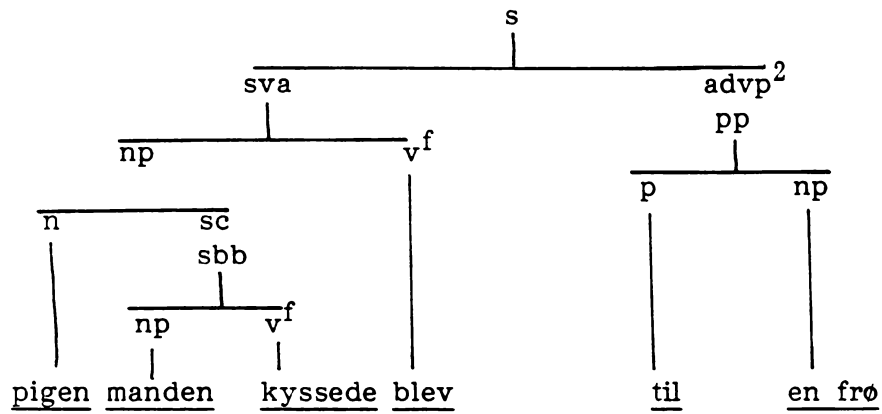 s
sva advp²
np vᶠ pp
p np
n sc
sbb
np vᶠ
pigen manden kyssede blev til en frø